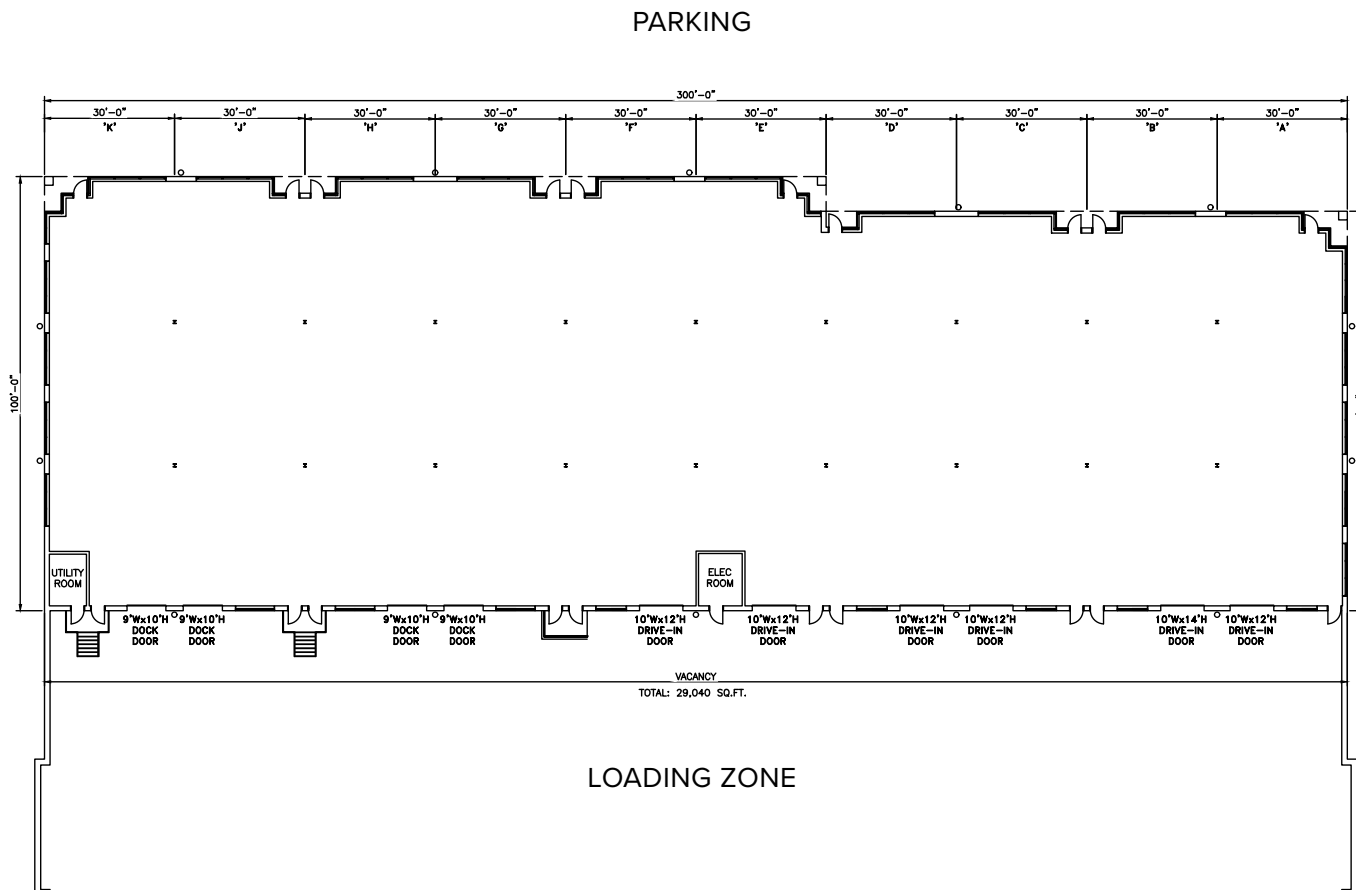 PARKING
300'-0"
30'-0" 30'-0" 30'-0" 30'-0" 30'-0" 30'-0" 30'-0" 30'-0" 30'-0" 30'-0"
'K' 'J' 'H' 'G' 'F' 'E' 'D' 'C' 'B' 'A'
100'-0"
UTILITY
ROOM
ELEC
ROOM
9'Wx10'H
DOCK
DOOR
9'Wx10'H
DOCK
DOOR
9'Wx10'H
DOCK
DOOR
9'Wx10'H
DOCK
DOOR
10'Wx12'H
DRIVE-IN
DOOR
10'Wx12'H
DRIVE-IN
DOOR
10'Wx12'H
DRIVE-IN
DOOR
10'Wx12'H
DRIVE-IN
DOOR
10'Wx14'H
DRIVE-IN
DOOR
10'Wx12'H
DRIVE-IN
DOOR
VACANCY
TOTAL: 29,040 SQ.FT.
LOADING ZONE